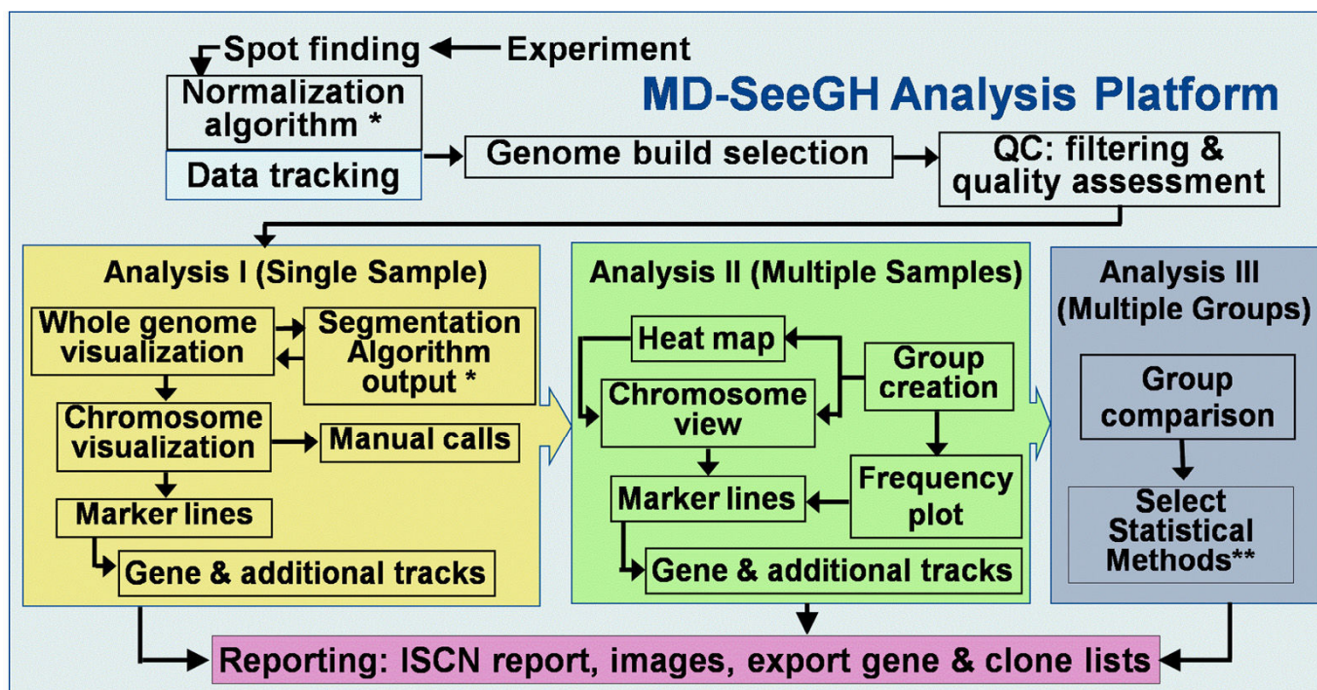 Spot finding
Experiment
MD-SeeGH Analysis Platform
Normalization
algorithm *
Data tracking
Genome build selection
QC: filtering &
quality assessment
Analysis I (Single Sample)
Whole genome
visualization
Segmentation
Algorithm
output *
Chromosome
visualization
Manual calls
Marker lines
Gene & additional tracks
Analysis II (Multiple Samples)
Heat map
Group
creation
Chromosome
view
Marker lines
Frequency
plot
Gene & additional tracks
Analysis III
(Multiple Groups)
Group
comparison
Select
Statistical
Methods**
Reporting: ISCN report, images, export gene & clone lists